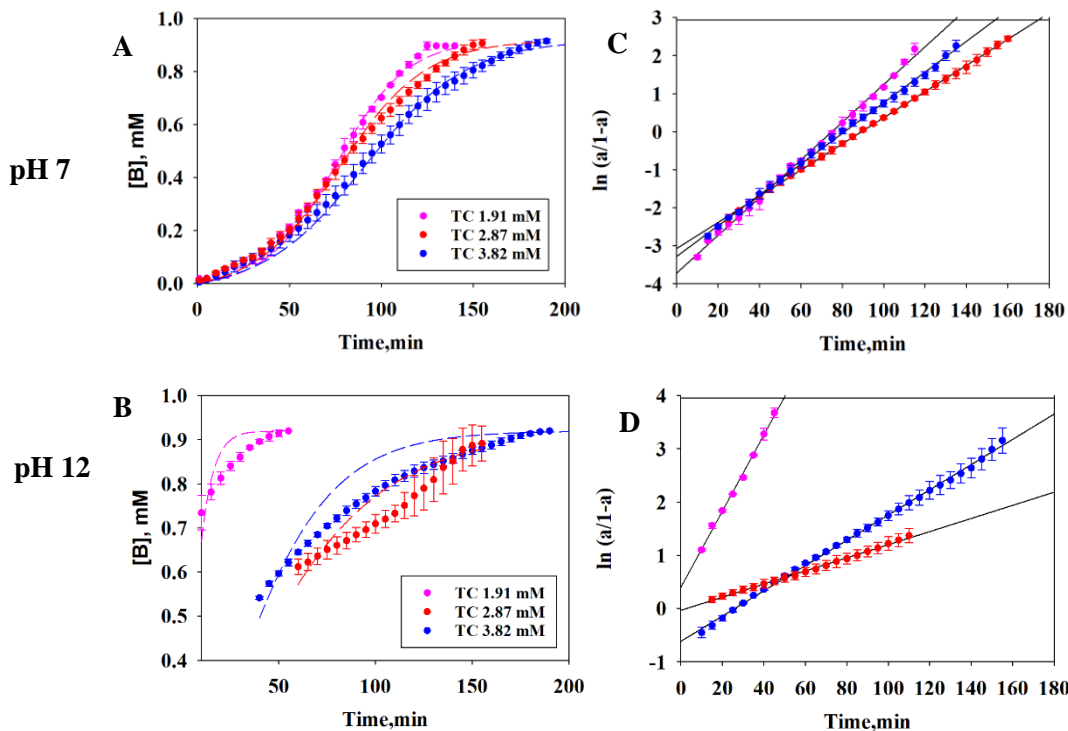 A
[B], mM
1.0
0.8
0.6
0.4
0.2
0.0
0 50 100 150 200
Time,min
TC 1.91 mM
TC 2.87 mM
TC 3.82 mM
C
ln (a/1-a)
3
2
1
0
-1
-2
-3
-4
0 20 40 60 80 100 120 140 160 180
Time,min
pH 7
B
[B], mM
1.0
0.9
0.8
0.7
0.6
0.5
0.4
50 100 150 200
Time,min
TC 1.91 mM
TC 2.87 mM
TC 3.82 mM
D
ln (a/1-a)
4
3
2
1
0
-1
0 20 40 60 80 100 120 140 160 180
Time,min
pH 12